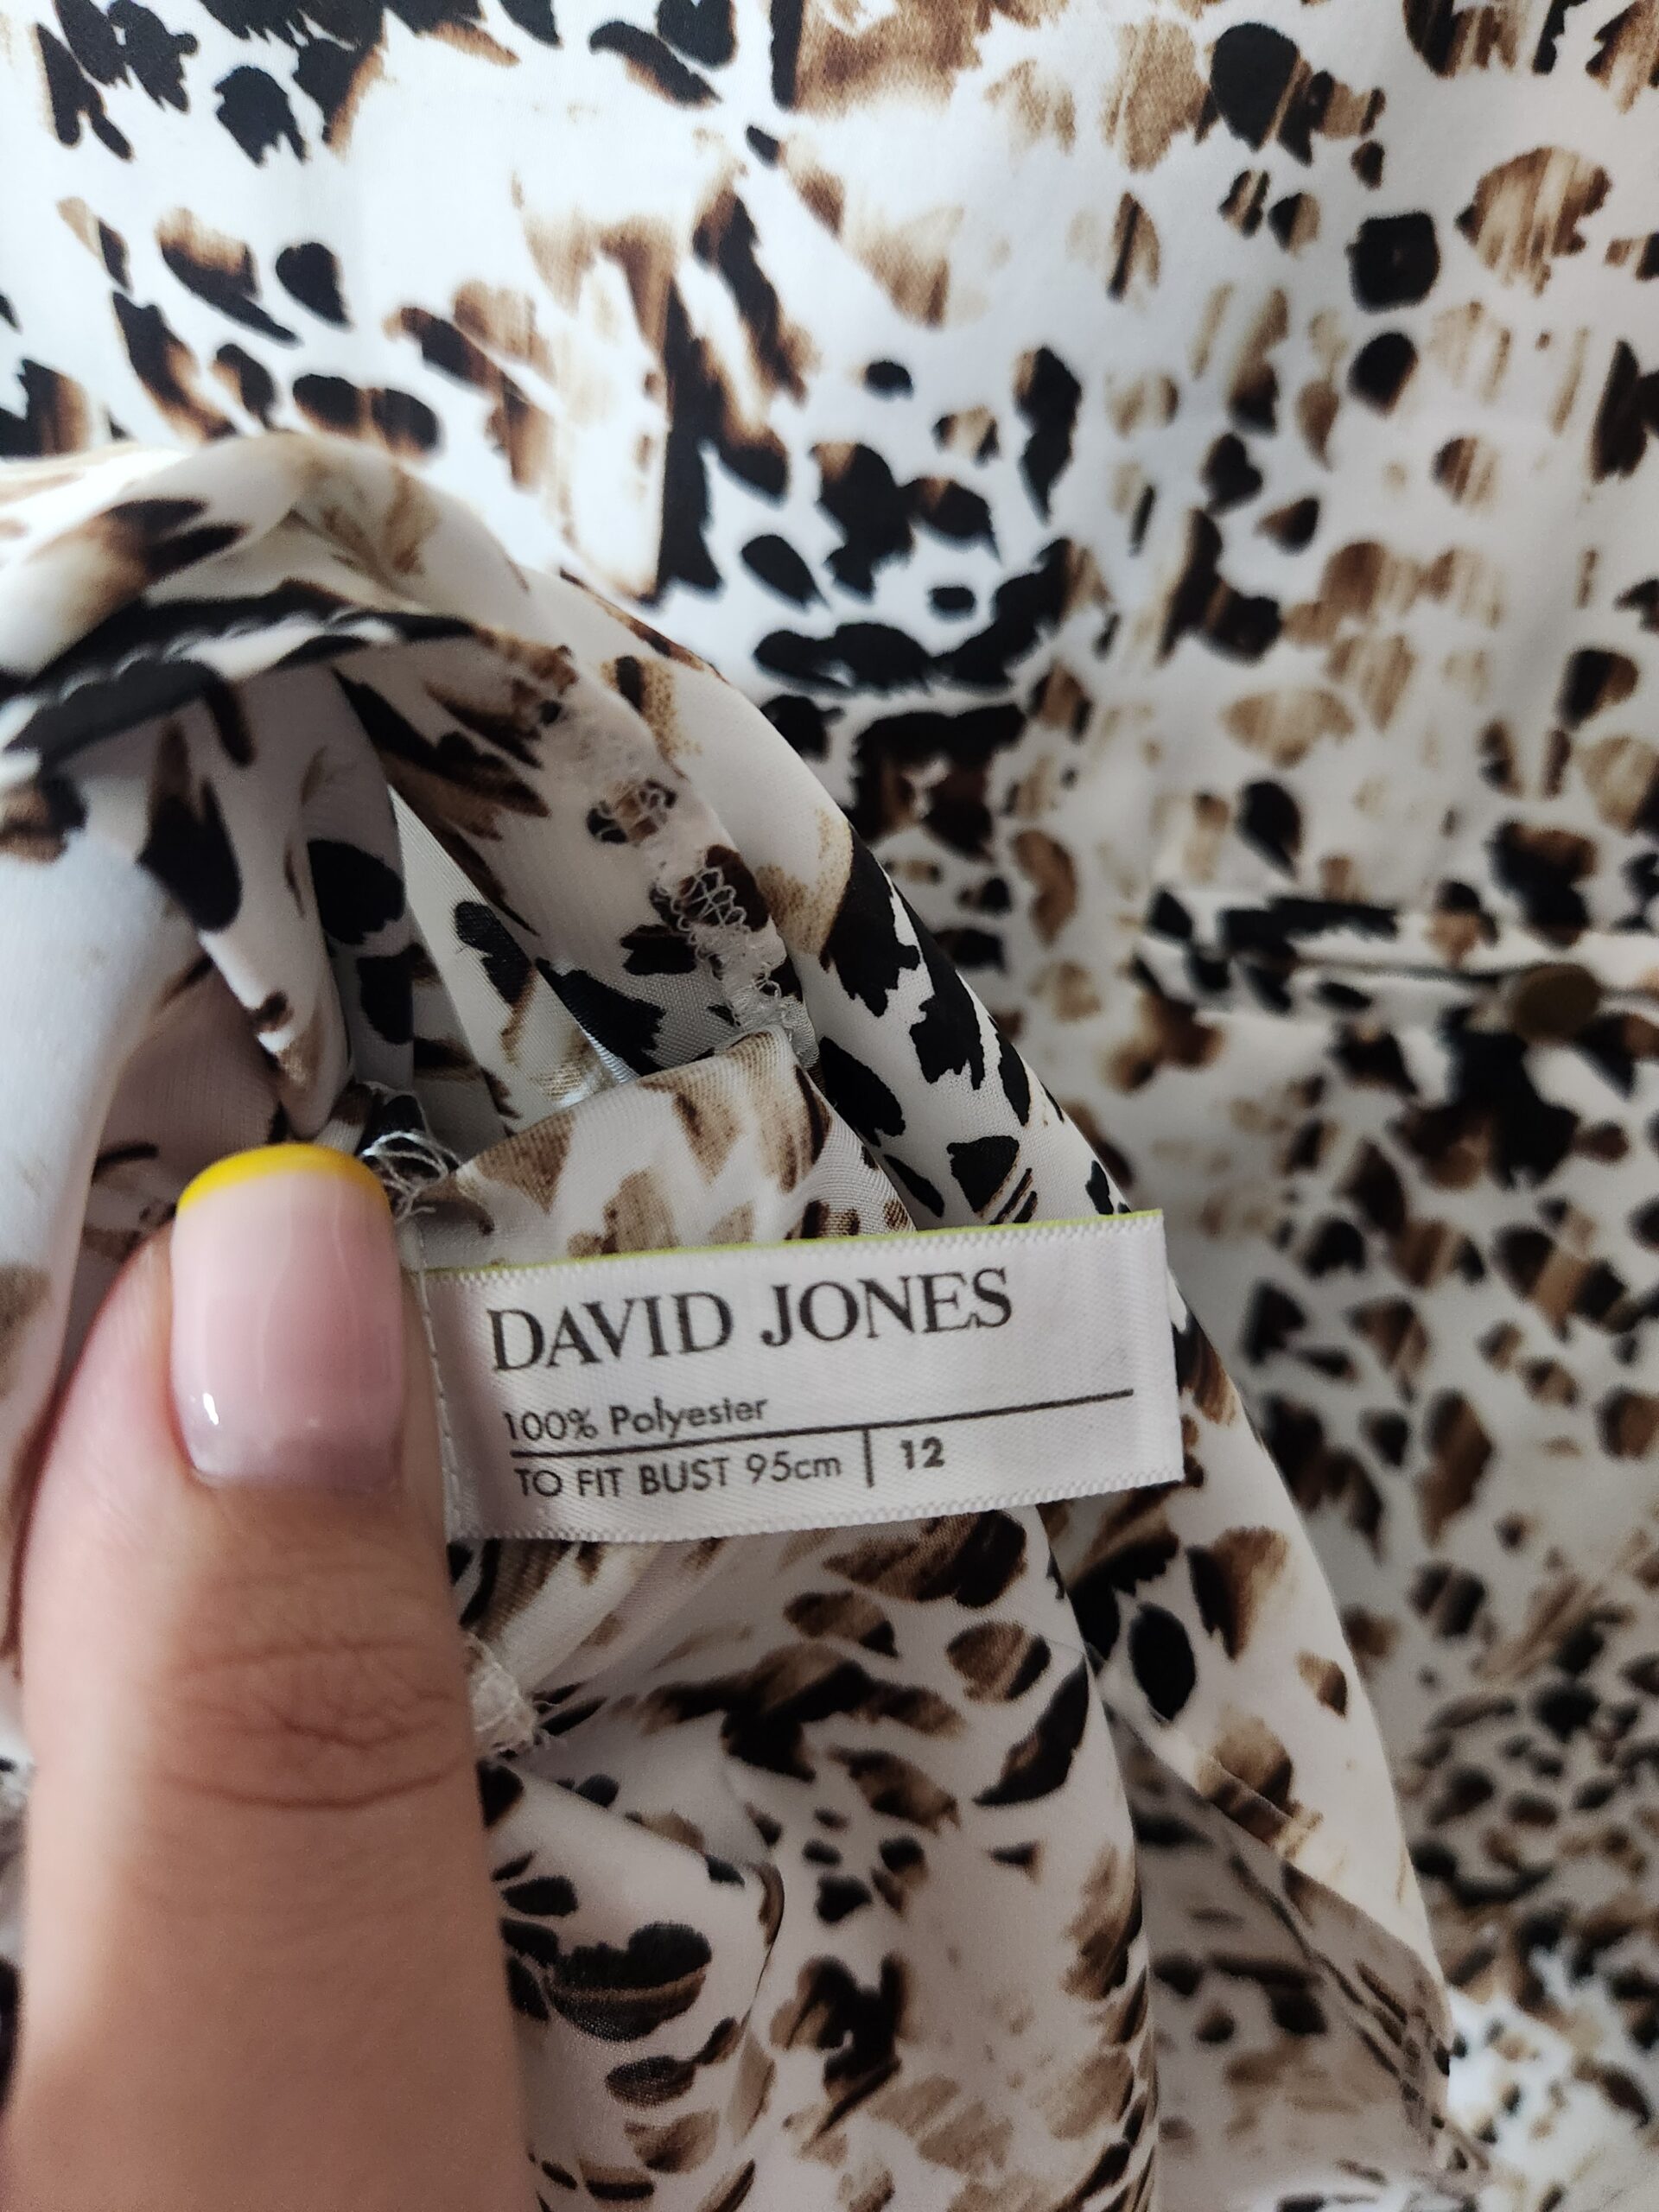 DAVID JONES
100% Polyester
TO FIT BUST 95cm | 12